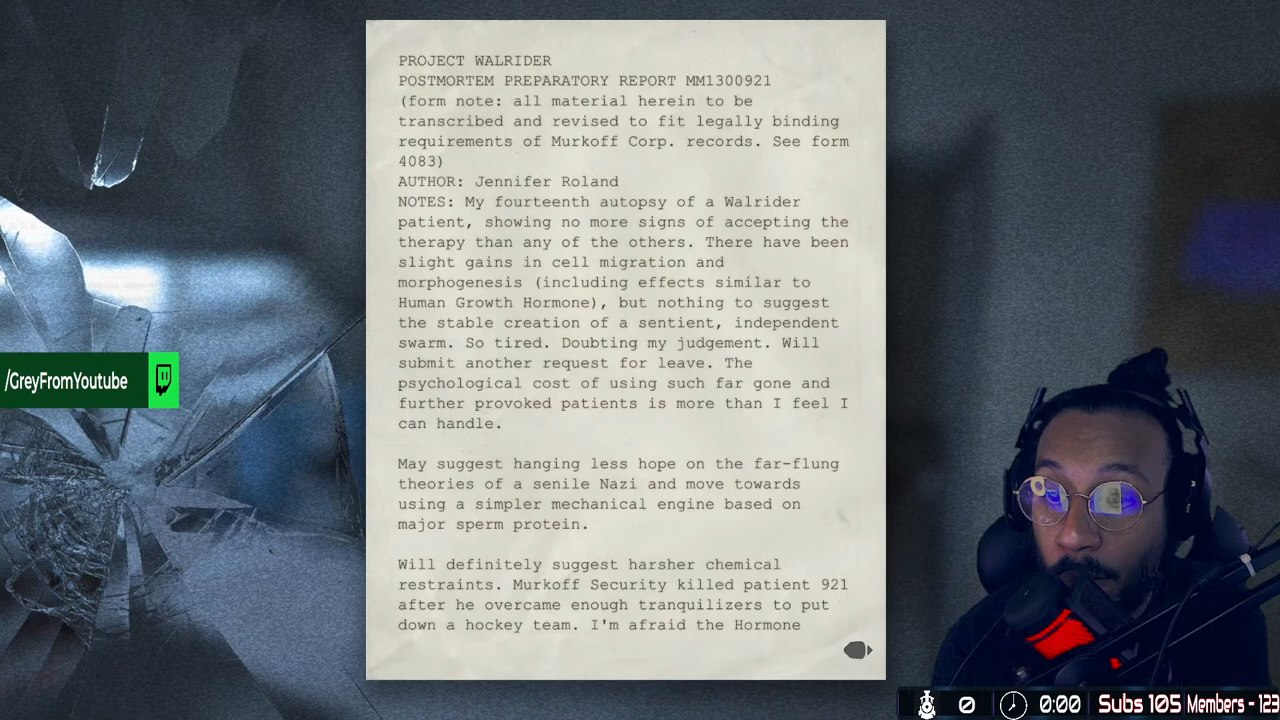 PROJECT WALRIDER
POSTMORTEM PREPARATORY REPORT MM1300921
(form note: all material herein to be
transcribed and revised to fit legally binding
requirements of Murkoff Corp. records. See form
4083)
AUTHOR: Jennifer Roland
NOTES: My fourteenth autopsy of a Walrider
patient, showing no more signs of accepting the
therapy than any of the others. There have been
slight gains in cell migration and
morphogenesis (including effects similar to
Human Growth Hormone), but nothing to suggest
the stable creation of a sentient, independent
swarm. So tired. Doubting my judgement. Will
submit another request for leave. The
psychological cost of using such far gone and
further provoked patients is more than I feel I
can handle.
May suggest hanging less hope on the far-flung
theories of a senile Nazi and move towards
using a simpler mechanical engine based on
major sperm protein.
Will definitely suggest harsher chemical
restraints. Murkoff Security killed patient 921
after he overcame enough tranquilizers to put
down a hockey team. I'm afraid the Hormone
/GreyFromYoutube
0
0:00
Subs 105
Members - 123